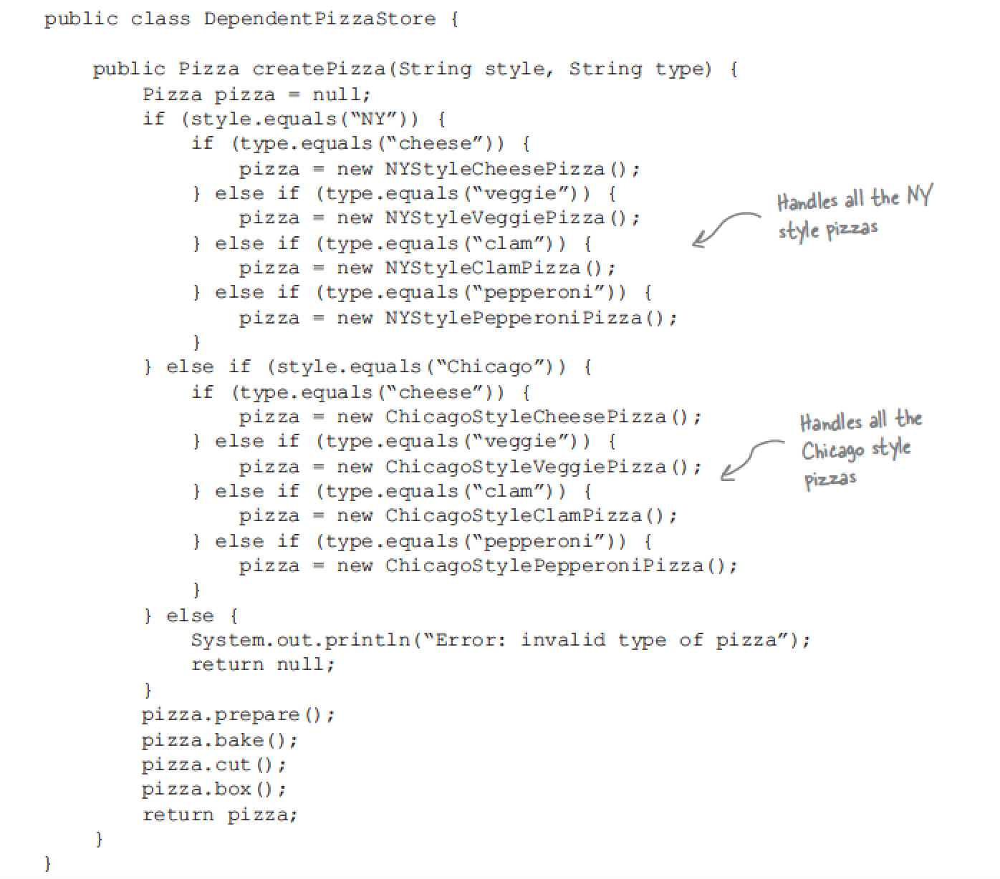 public class DependentPizzaStore {
public Pizza createPizza(String style, String type) {
Pizza pizza = null;
if (style.equals(“NY”)) {
if (type.equals(“cheese”)) {
pizza = new NYStyleCheesePizza();
} else if (type.equals(“veggie”)) {
pizza = new NYStyleVeggiePizza();
} else if (type.equals(“clam”)) {
pizza = new NYStyleClamPizza();
} else if (type.equals(“pepperoni”)) {
pizza = new NYStylePepperoniPizza();
}
Handles all the NY
style pizzas
} else if (style.equals(“Chicago”)) {
if (type.equals(“cheese”)) {
pizza = new ChicagoStyleCheesePizza();
} else if (type.equals(“veggie”)) {
pizza = new ChicagoStyleVeggiePizza();
} else if (type.equals(“clam”)) {
pizza = new ChicagoStyleClamPizza();
} else if (type.equals(“pepperoni”)) {
pizza = new ChicagoStylePepperoniPizza();
}
Handles all the
Chicago style
pizzas
} else {
System.out.println(“Error: invalid type of pizza”);
return null;
}
pizza.prepare();
pizza.bake();
pizza.cut();
pizza.box();
return pizza;
}
}